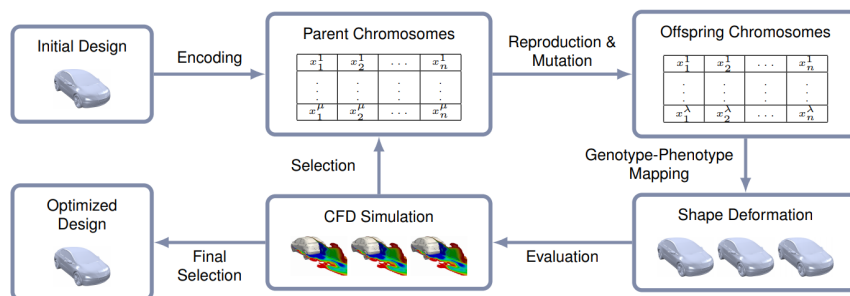 Initial Design
Encoding
Parent Chromosomes
x_1^1 x_2^1 ... x_n^1
. . . .
. . . .
. . . .
x_1^μ x_2^μ ... x_n^μ
Reproduction &
Mutation
Offspring Chromosomes
x_1^1 x_2^1 ... x_n^1
. . . .
. . . .
. . . .
x_1^λ x_2^λ ... x_n^λ
Selection
Genotype-Phenotype
Mapping
Optimized
Design
Final
Selection
CFD Simulation
Evaluation
Shape Deformation